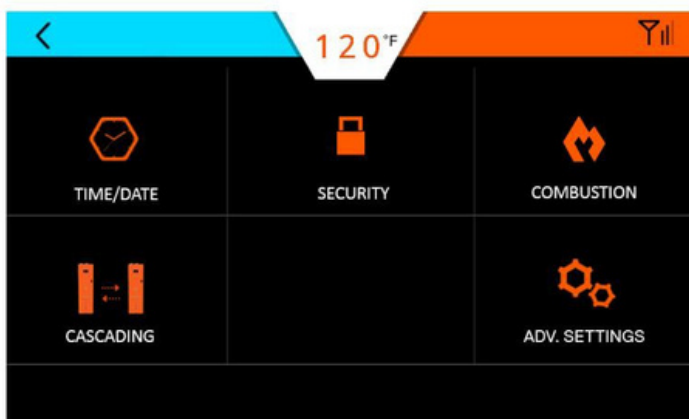 120°F
TIME/DATE
SECURITY
COMBUSTION
CASCADING
ADV. SETTINGS